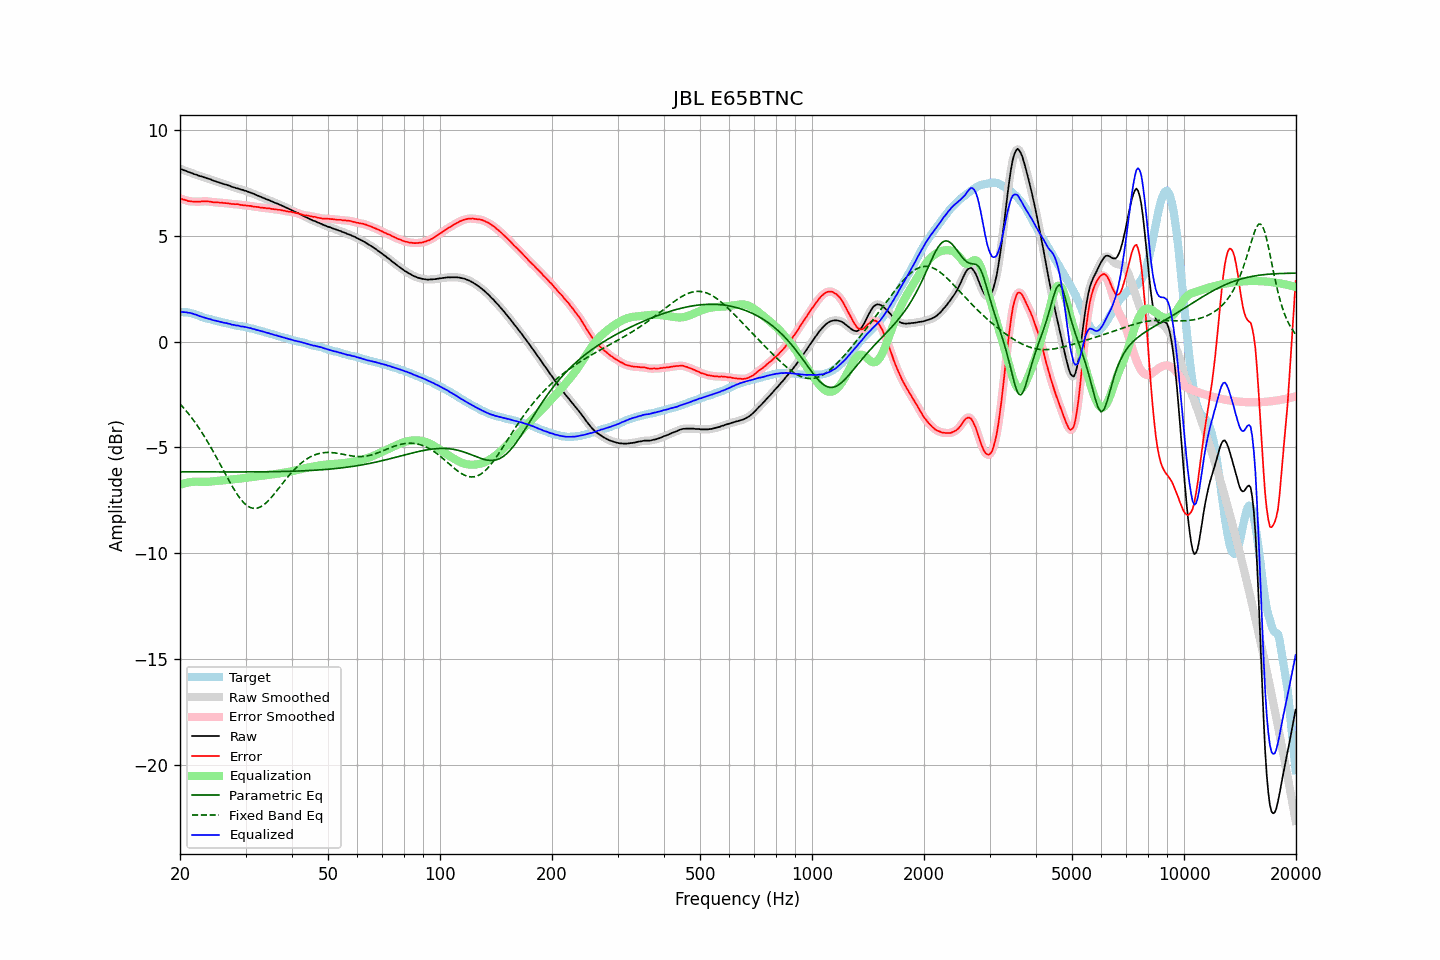 JBL E65BTNC
Amplitude (dBr)
10
5
0
−5
−10
−15
−20
Target
Raw Smoothed
Error Smoothed
Raw
Error
Equalization
Parametric Eq
Fixed Band Eq
Equalized
20 50 100 200 500 1000 2000 5000 10000 20000
Frequency (Hz)